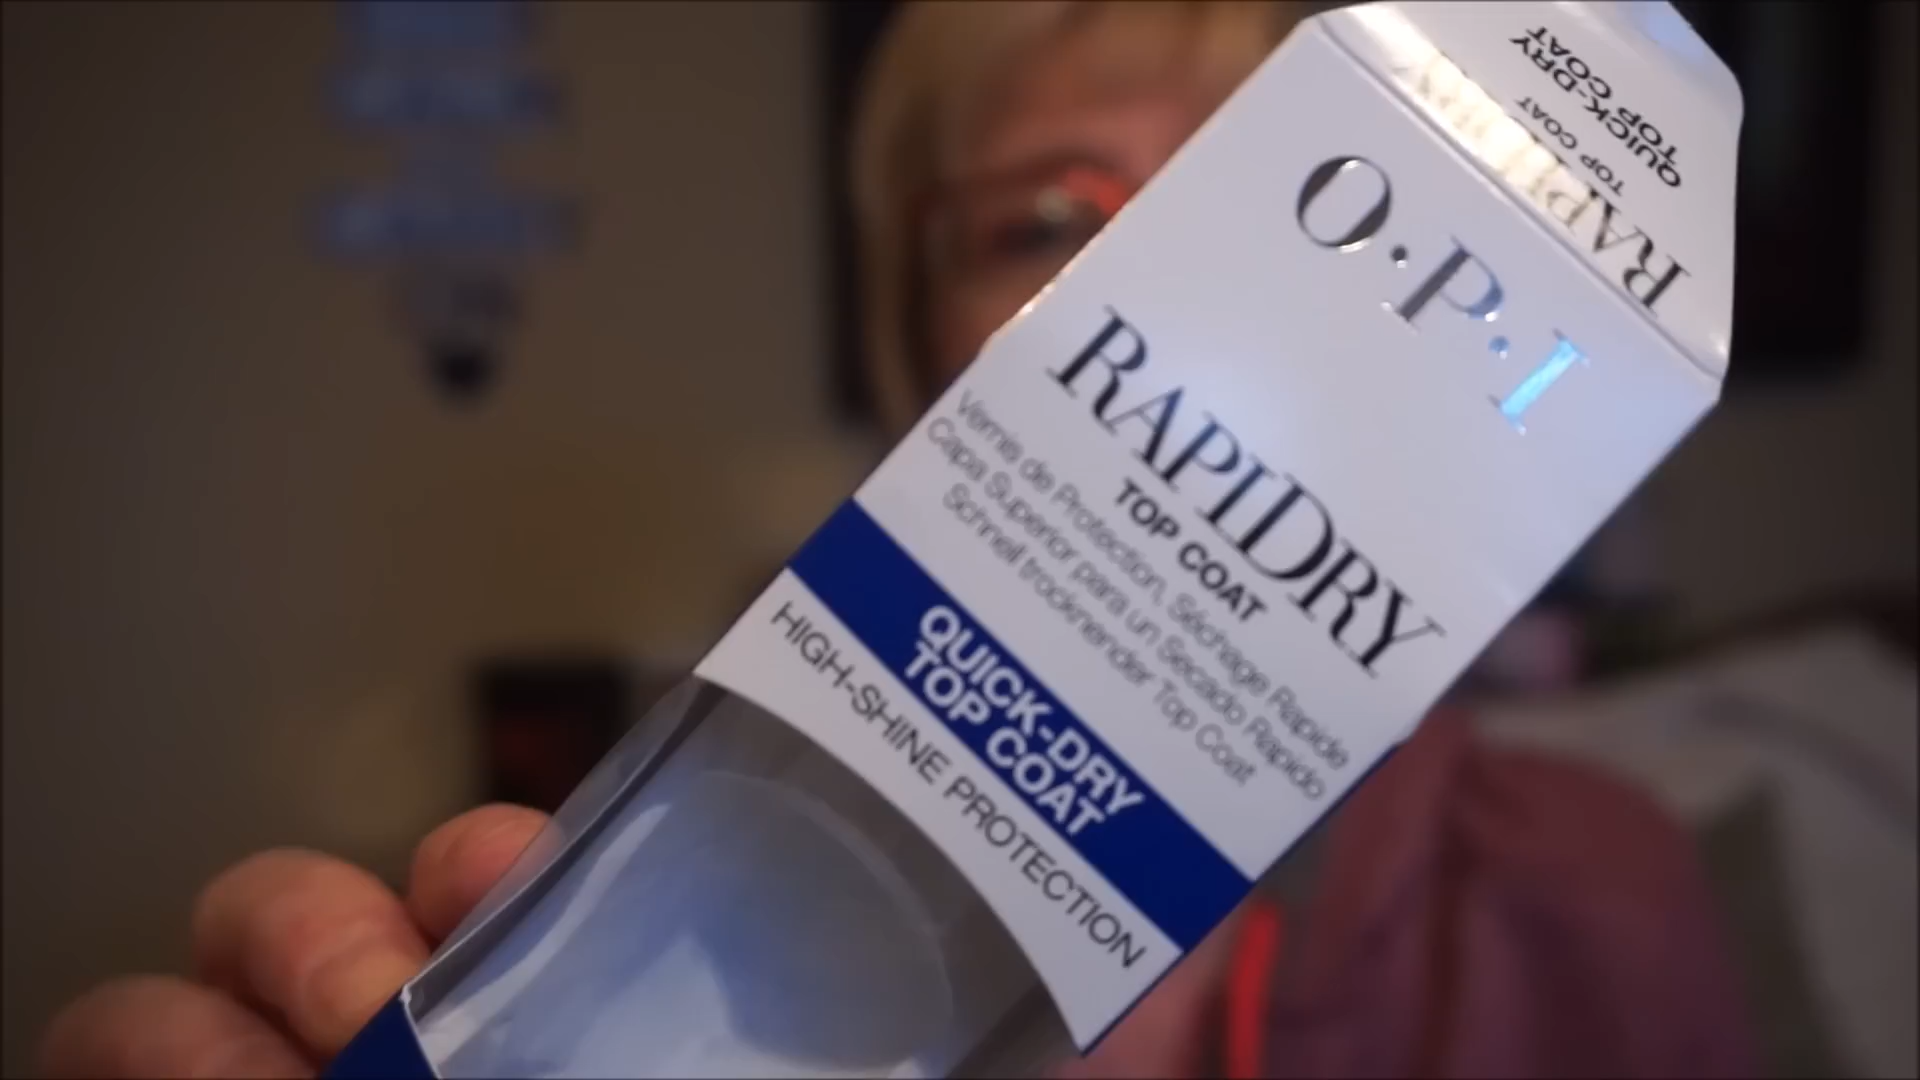 QUICK-DRY
TOP COAT
TOP COAT
RAPIDRY
O·P·I
RAPIDRY
TOP COAT
Vernis de Protection, Séchage Rapide
Capa Superior para un Secado Rapido
Schnell trocknender Top Coat
QUICK-DRY
TOP COAT
HIGH-SHINE PROTECTION